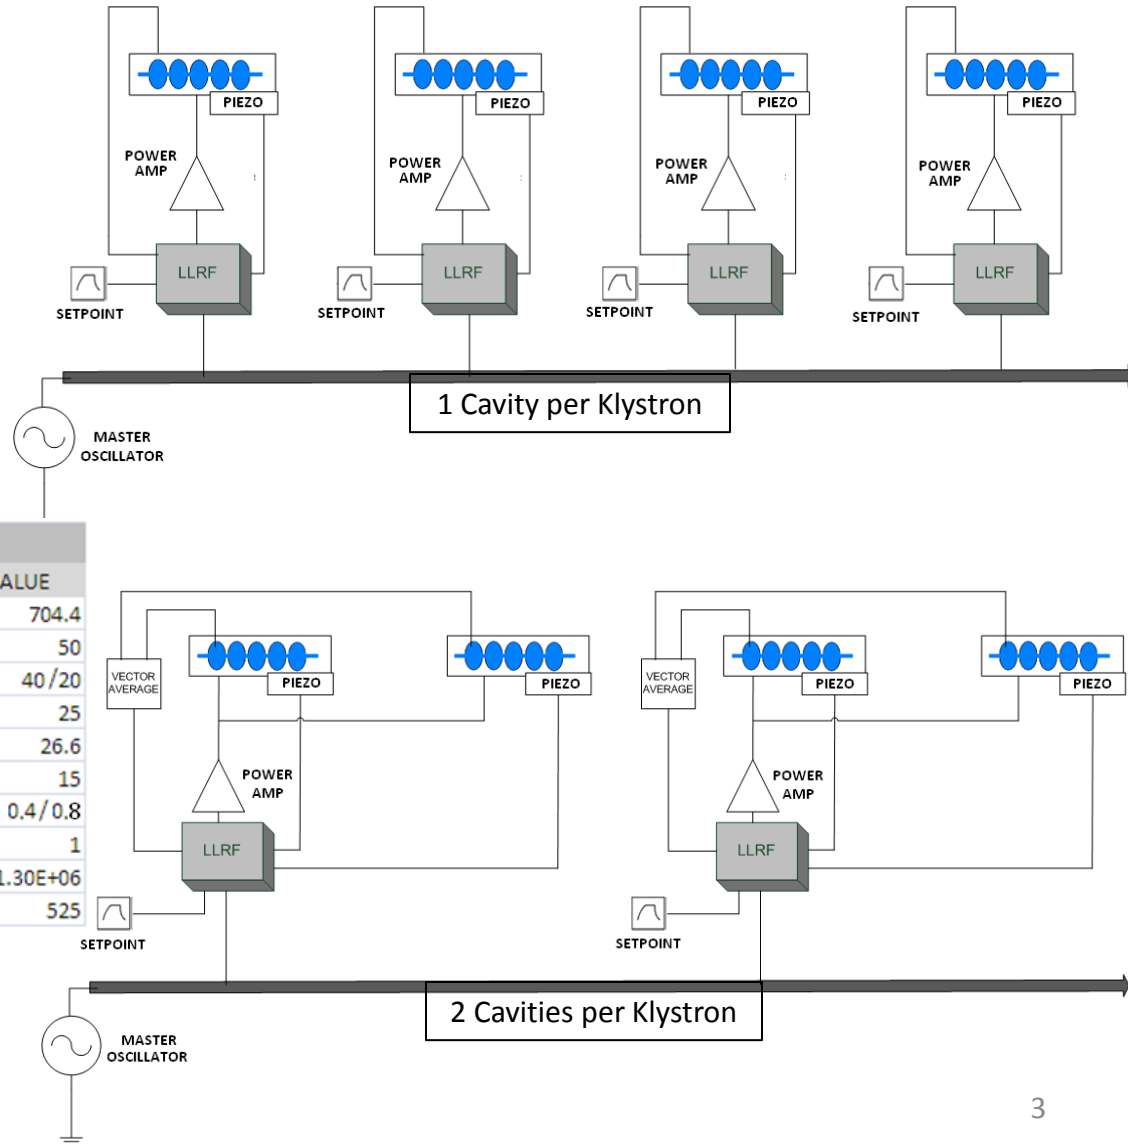 PIEZO
PIEZO
PIEZO
PIEZO
POWER
AMP
POWER
AMP
POWER
AMP
POWER
AMP
LLRF
LLRF
LLRF
LLRF
SETPOINT
SETPOINT
SETPOINT
SETPOINT
1 Cavity per Klystron
MASTER
OSCILLATOR
ALUE
704.4
50
40/20
25
26.6
15
0.4/0.8
1
1.30E+06
525
VECTOR
AVERAGE
PIEZO
PIEZO
POWER
AMP
LLRF
SETPOINT
VECTOR
AVERAGE
PIEZO
PIEZO
POWER
AMP
LLRF
SETPOINT
2 Cavities per Klystron
MASTER
OSCILLATOR
3